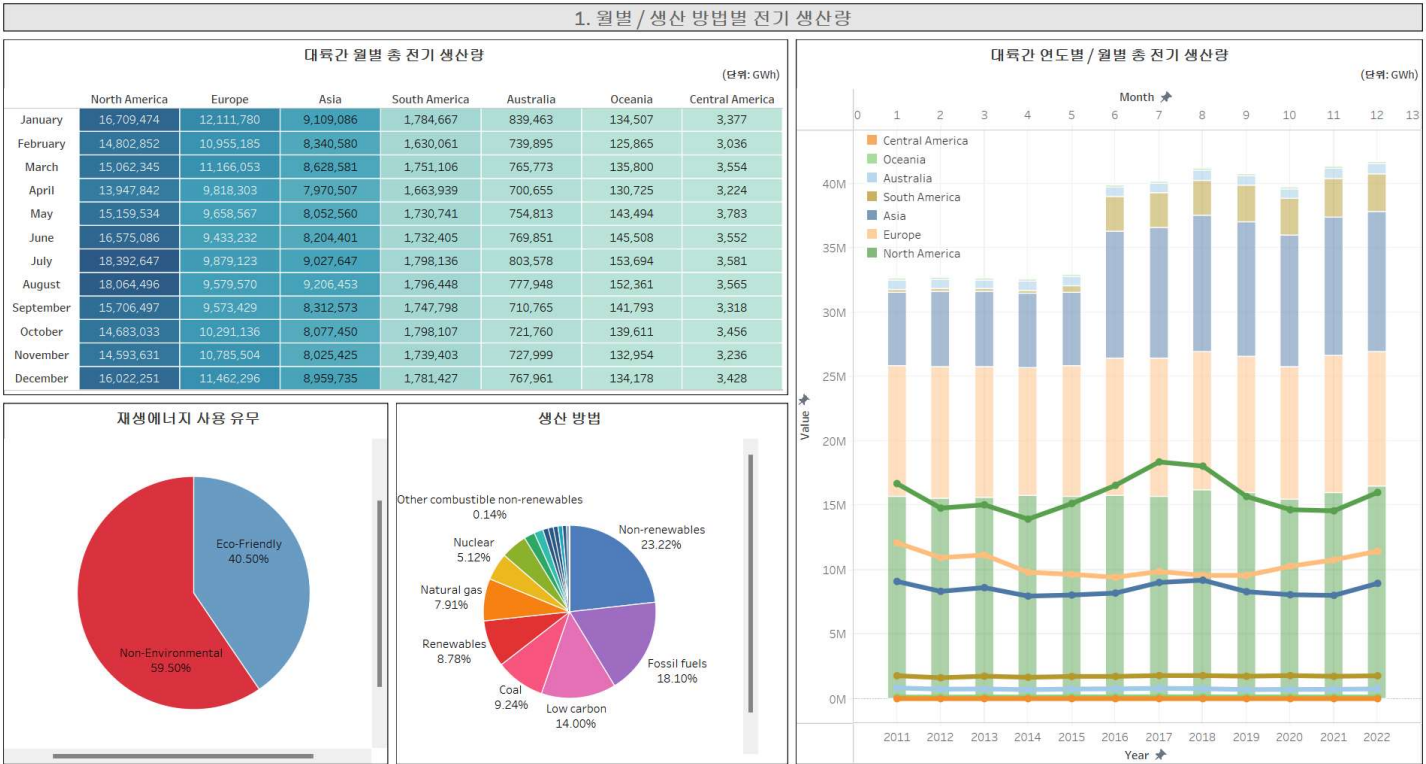 1. 월별 / 생산 방법별 전기 생산량
대륙간 월별 총 전기 생산량
(단위: GWh)
North America Europe Asia South America Australia Oceania Central America
January 16,709,474 12,111,780 9,109,086 1,784,667 839,463 134,507 3,377
February 14,802,852 10,955,185 8,340,580 1,630,061 739,895 125,865 3,036
March 15,062,345 11,166,053 8,628,581 1,751,106 765,773 135,800 3,554
April 13,947,842 9,818,303 7,970,507 1,663,939 700,655 130,725 3,224
May 15,159,534 9,658,567 8,052,560 1,730,741 754,813 143,494 3,783
June 16,575,086 9,433,232 8,204,401 1,732,405 769,851 145,508 3,552
July 18,392,647 9,879,123 9,027,647 1,798,136 803,578 153,694 3,581
August 18,064,496 9,579,570 9,206,453 1,796,448 777,948 152,361 3,565
September 15,706,497 9,573,429 8,312,573 1,747,798 710,765 141,793 3,318
October 14,683,033 10,291,136 8,077,450 1,798,107 721,760 139,611 3,456
November 14,593,631 10,785,504 8,025,425 1,739,403 727,999 132,954 3,236
December 16,022,251 11,462,296 8,959,735 1,781,427 767,961 134,178 3,428
재생에너지 사용 유무
Eco-Friendly
40.50%
Non-Environmental
59.50%
생산 방법
Other combustible non-renewables
0.14%
Non-renewables
23.22%
Nuclear
5.12%
Natural gas
7.91%
Renewables
8.78%
Fossil fuels
18.10%
Coal
9.24%
Low carbon
14.00%
대륙간 연도별 / 월별 총 전기 생산량
(단위: GWh)
Month
0 1 2 3 4 5 6 7 8 9 10 11 12 13
Central America
Oceania
Australia
South America
Asia
Europe
North America
40M
35M
30M
25M
20M
15M
10M
5M
0M
Value
2011 2012 2013 2014 2015 2016 2017 2018 2019 2020 2021 2022
Year